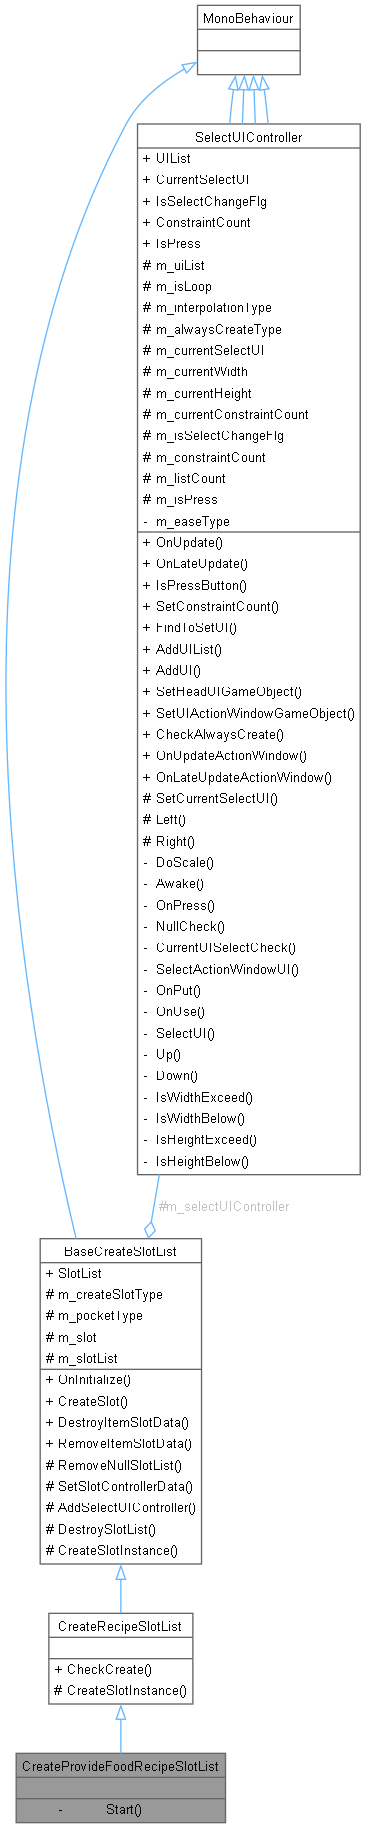 MonoBehaviour
SelectUIController
+ UIList
+ CurrentSelectUI
+ IsSelectChangeFlg
+ ConstraintCount
+ IsPress
# m_uiList
# m_isLoop
# m_interpolationType
# m_alwaysCreateType
# m_currentSelectUI
# m_currentWidth
# m_currentHeight
# m_currentConstraintCount
# m_isSelectChangeFlg
# m_constraintCount
# m_listCount
# m_isPress
- m_easeType
+ OnUpdate()
+ OnLateUpdate()
+ IsPressButton()
+ SetConstraintCount()
+ FindToSetUI()
+ AddUIList()
+ AddUI()
+ SetHeadUIGameObject()
+ SetUIActionWindowGameObject()
+ CheckAlwaysCreate()
+ OnUpdateActionWindow()
+ OnLateUpdateActionWindow()
# SetCurrentSelectUI()
# Left()
# Right()
- DoScale()
- Awake()
- OnPress()
- NullCheck()
- CurrentUISelectCheck()
- SelectActionWindowUI()
- OnPut()
- OnUse()
- SelectUI()
- Up()
- Down()
- IsWidthExceed()
- IsWidthBelow()
- IsHeightExceed()
- IsHeightBelow()
#m_selectUIController
BaseCreateSlotList
+ SlotList
# m_createSlotType
# m_pocketType
# m_slot
# m_slotList
+ OnInitialize()
+ CreateSlot()
+ DestroyItemSlotData()
+ RemoveItemSlotData()
# RemoveNullSlotList()
# SetSlotControllerData()
# AddSelectUIController()
# DestroySlotList()
# CreateSlotInstance()
CreateRecipeSlotList
+ CheckCreate()
# CreateSlotInstance()
CreateProvideFoodRecipeSlotList
- Start()